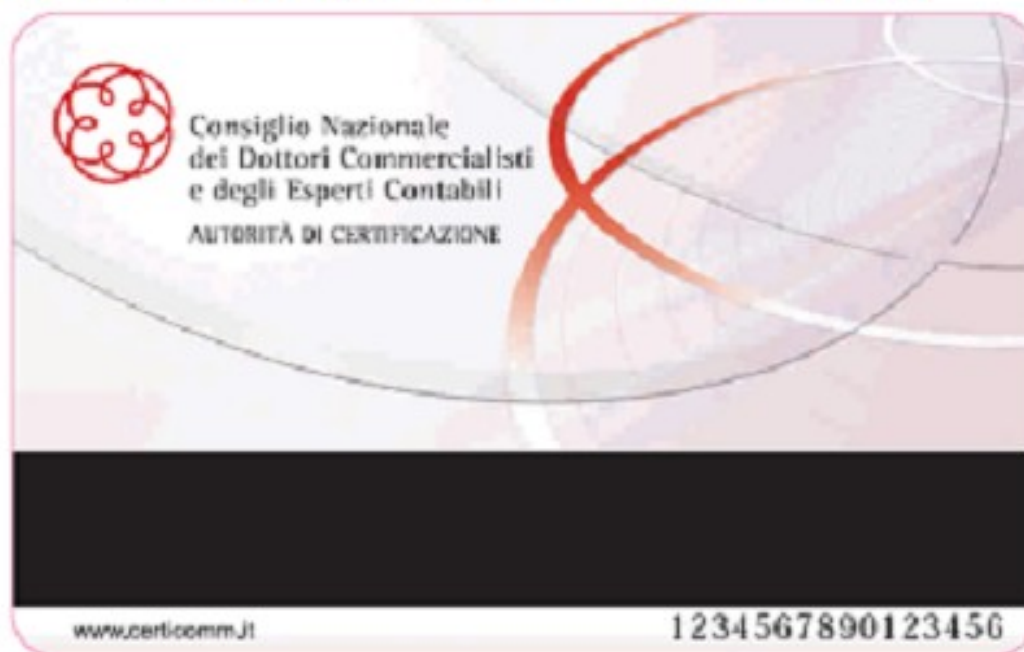 Consiglio Nazionale
dei Dottori Commercialisti
e degli Esperti Contabili
AUTORITÀ DI CERTIFICAZIONE
www.certicomm.it
1234567890123456